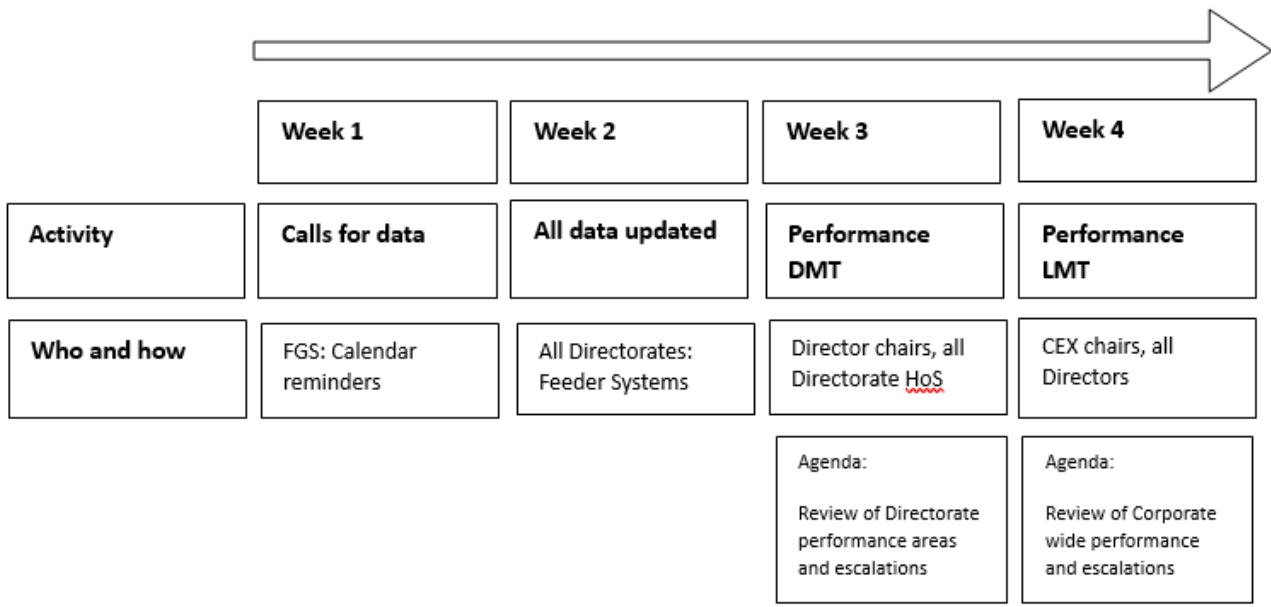 Week 1
Week 2
Week 3
Week 4
Activity
Calls for data
All data updated
Performance
DMT
Performance
LMT
Who and how
FGS: Calendar
reminders
All Directorates:
Feeder Systems
Director chairs, all
Directorate HoS
CEX chairs, all
Directors
Agenda:
Review of Directorate
performance areas
and escalations
Agenda:
Review of Corporate
wide performance
and escalations